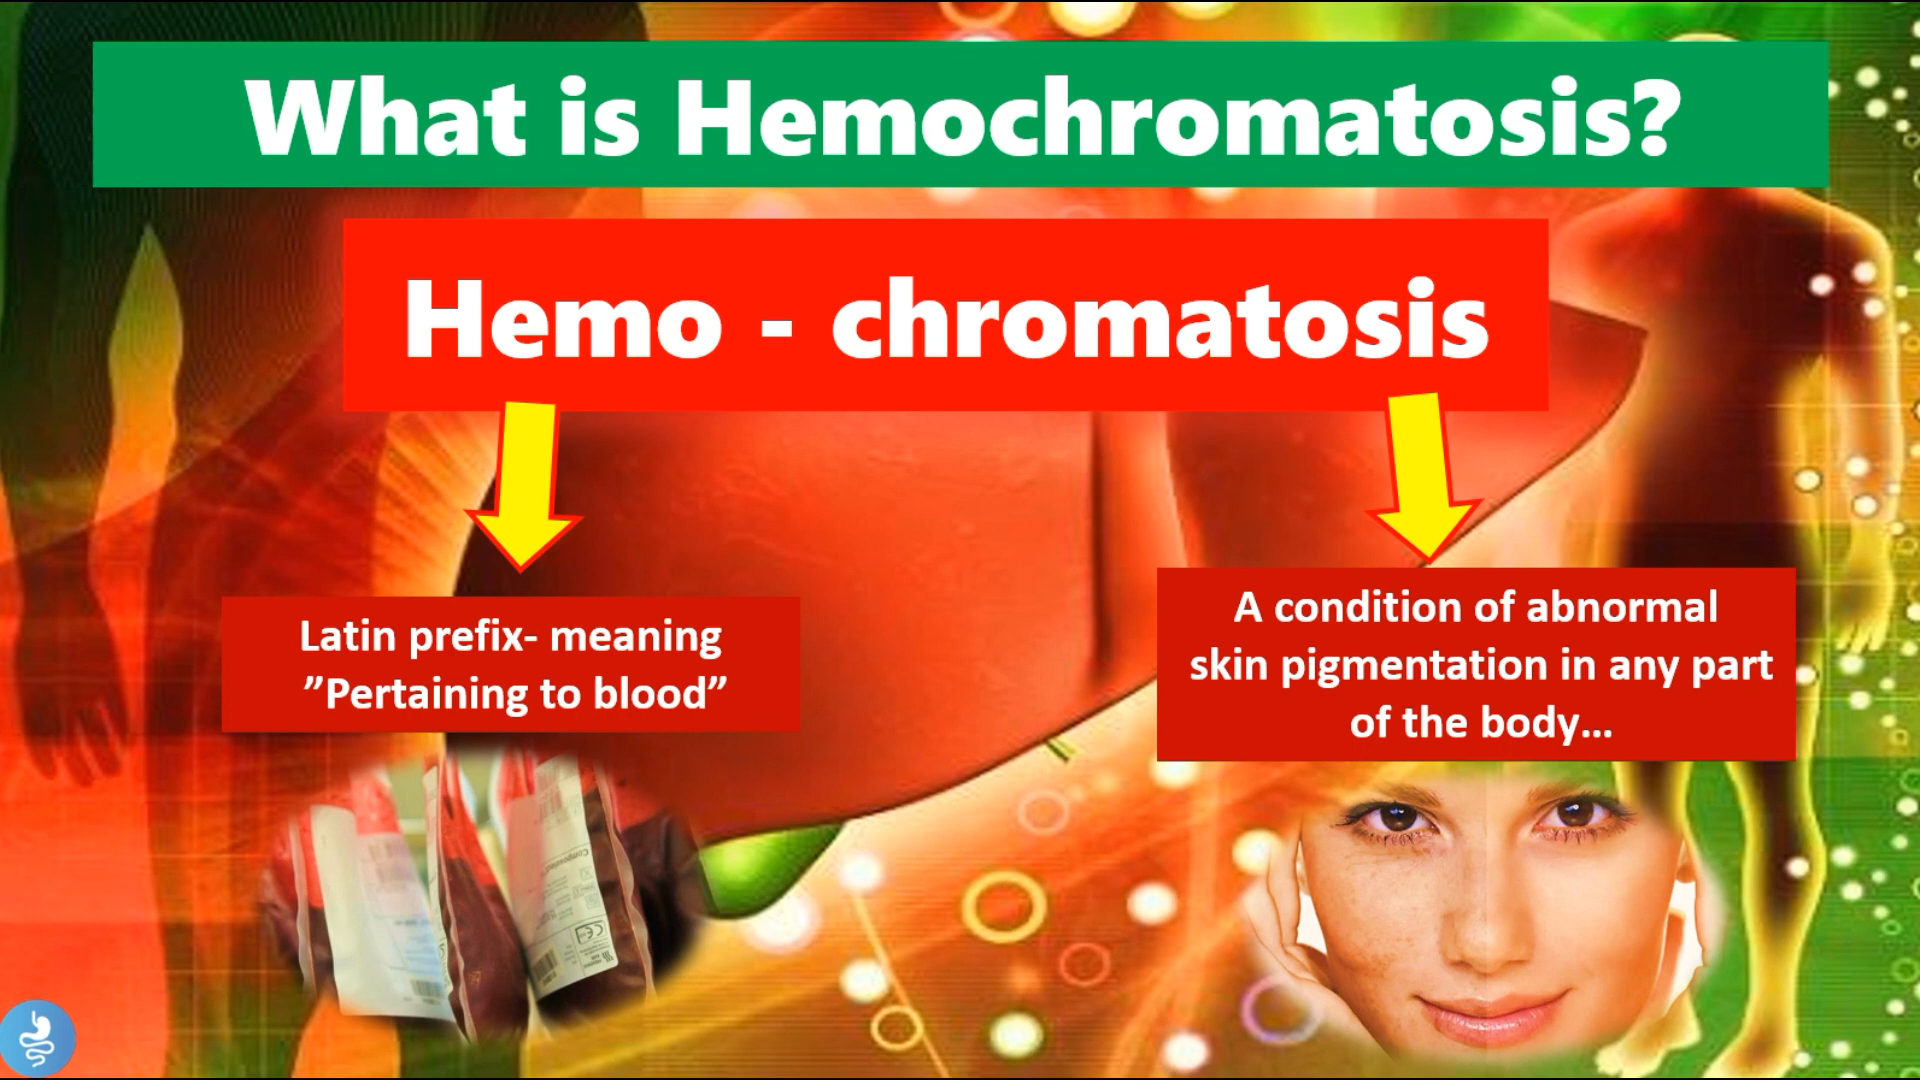 What is Hemochromatosis?
Hemo - chromatosis
Latin prefix- meaning
”Pertaining to blood”
A condition of abnormal
skin pigmentation in any part
of the body...